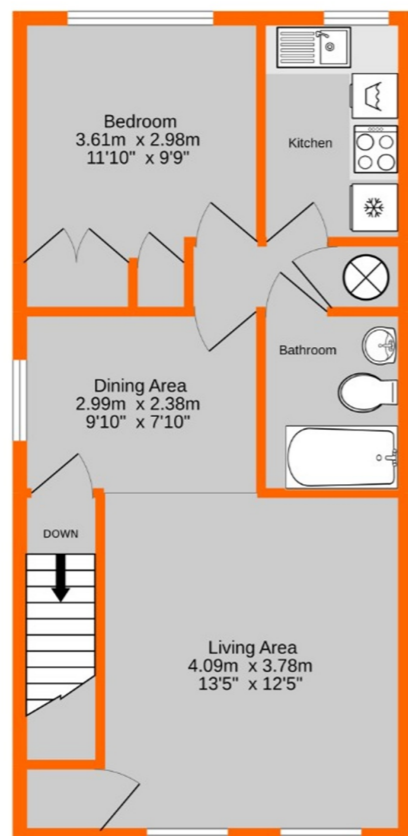 Bedroom
3.61m x 2.98m
11'10" x 9'9"
Kitchen
Bathroom
Dining Area
2.99m x 2.38m
9'10" x 7'10"
DOWN
Living Area
4.09m x 3.78m
13'5" x 12'5"